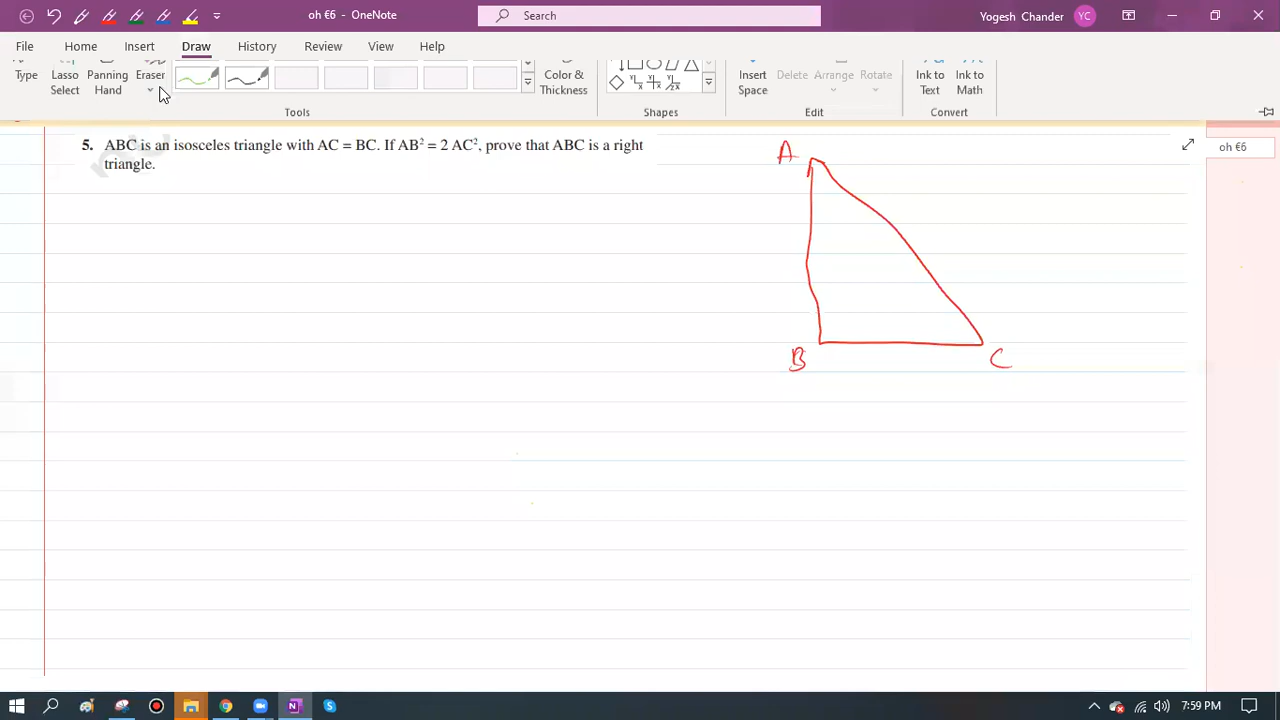 oh €6 - OneNote
Search
Yogesh Chander
YC
File
Home
Insert
Draw
History
Review
View
Help
Type
Lasso Select
Panning Hand
Eraser
Color & Thickness
Insert Space
Delete
Arrange
Rotate
Ink to Text
Ink to Math
Tools
Shapes
Edit
Convert
5. ABC is an isosceles triangle with AC = BC. If AB² = 2 AC², prove that ABC is a right
triangle.
oh €6
A
B
C
7:59 PM